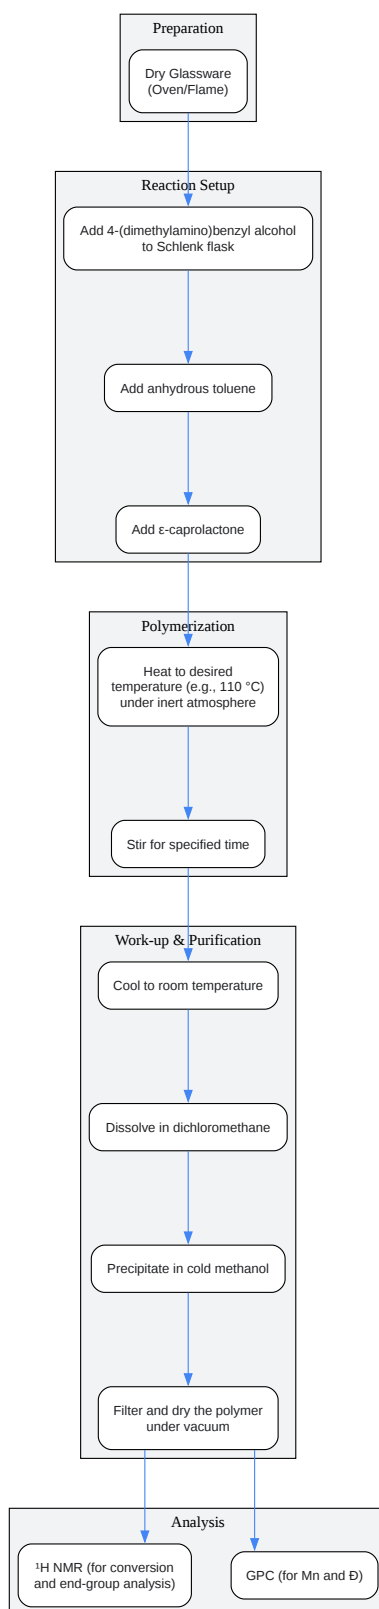 Preparation
Dry Glassware
(Oven/Flame)
Reaction Setup
Add 4-(dimethylamino)benzyl alcohol
to Schlenk flask
Add anhydrous toluene
Add ε-caprolactone
Polymerization
Heat to desired
temperature (e.g., 110 °C)
under inert atmosphere
Stir for specified time
Work-up & Purification
Cool to room temperature
Dissolve in dichloromethane
Precipitate in cold methanol
Filter and dry the polymer
under vacuum
Analysis
¹H NMR (for conversion
and end-group analysis)
GPC (for Mn and Đ)